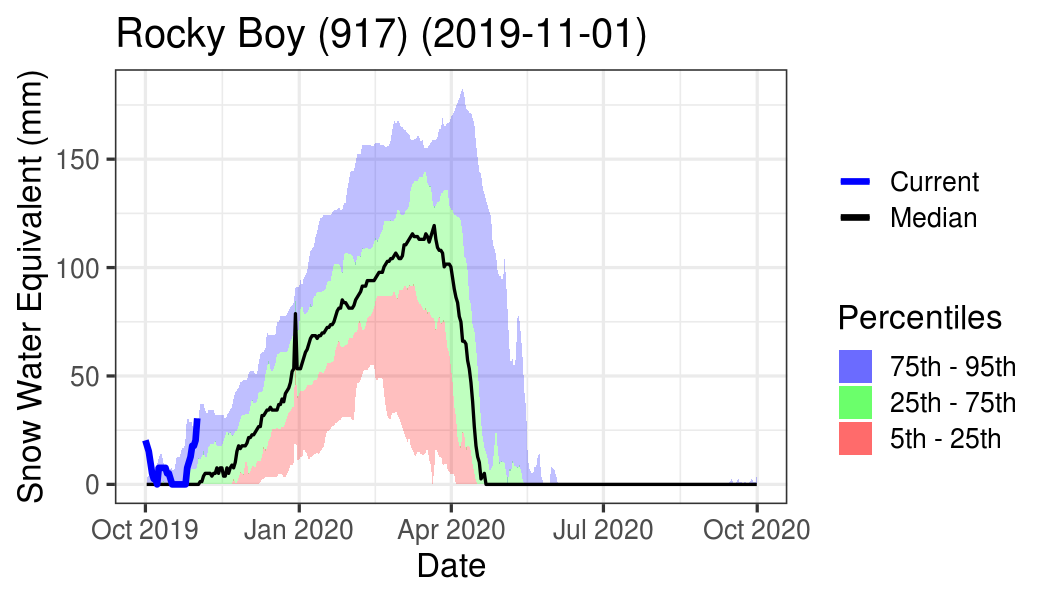 Rocky Boy (917) (2019-11-01)
Snow Water Equivalent (mm)
150
100
50
0
Oct 2019
Jan 2020
Apr 2020
Jul 2020
Oct 2020
Date
Current
Median
Percentiles
75th - 95th
25th - 75th
5th - 25th